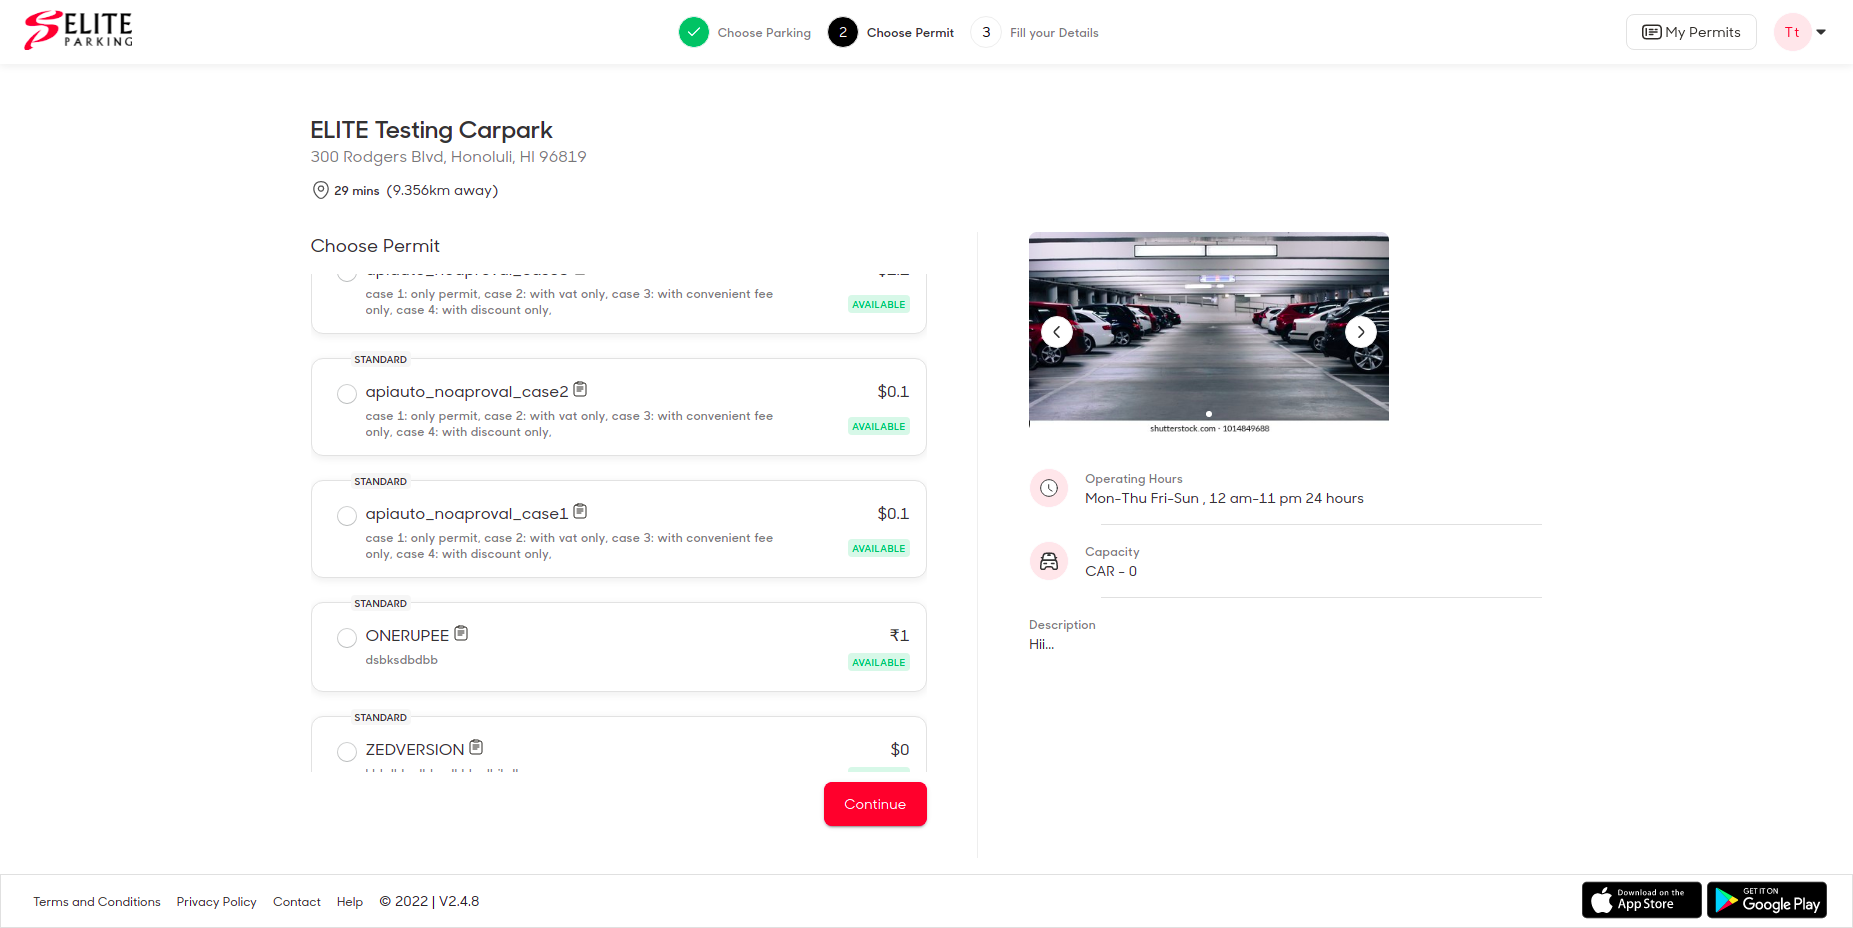 ELITE
PARKING
Choose Parking
2 Choose Permit
3 Fill your Details
My Permits
Tt
ELITE Testing Carpark
300 Rodgers Blvd, Honoluli, HI 96819
29 mins (9.356km away)
Choose Permit
case 1: only permit, case 2: with vat only, case 3: with convenient fee
only, case 4: with discount only,
AVAILABLE
STANDARD
apiauto_noaproval_case2 $0.1
case 1: only permit, case 2: with vat only, case 3: with convenient fee
only, case 4: with discount only,
AVAILABLE
STANDARD
apiauto_noaproval_case1 $0.1
case 1: only permit, case 2: with vat only, case 3: with convenient fee
only, case 4: with discount only,
AVAILABLE
STANDARD
ONERUPEE ₹1
dsbksdbdbb
AVAILABLE
STANDARD
ZEDVERSION $0
Continue
shutterstock.com · 1014849688
Operating Hours
Mon-Thu Fri-Sun , 12 am-11 pm 24 hours
Capacity
CAR - 0
Description
Hii...
Terms and Conditions Privacy Policy Contact Help © 2022 | V2.4.8
Download on the
App Store
GET IT ON
Google Play